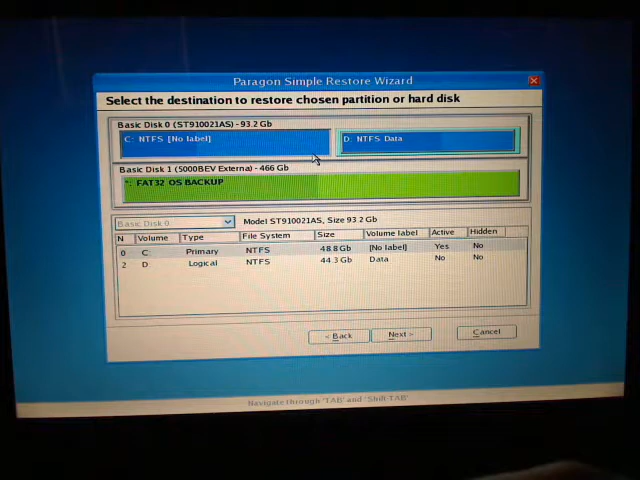 Paragon Simple Restore Wizard
Select the destination to restore chosen partition or hard disk
Basic Disk 0 (ST910021AS) - 93.2 Gb
C: NTFS [No label] D: NTFS Data
Basic Disk 1 (5000BEV Externa) - 466 Gb
*: FAT32 OS BACKUP
Basic Disk 0 Model ST910021AS, Size 93.2 Gb
N Volume Type File System Size Volume label Active Hidden
0 C: Primary NTFS 48.8 Gb [No label] Yes No
2 D: Logical NTFS 44.3 Gb Data No No
< Back Next > Cancel
Navigate through 'TAB' and 'Shift-TAB'